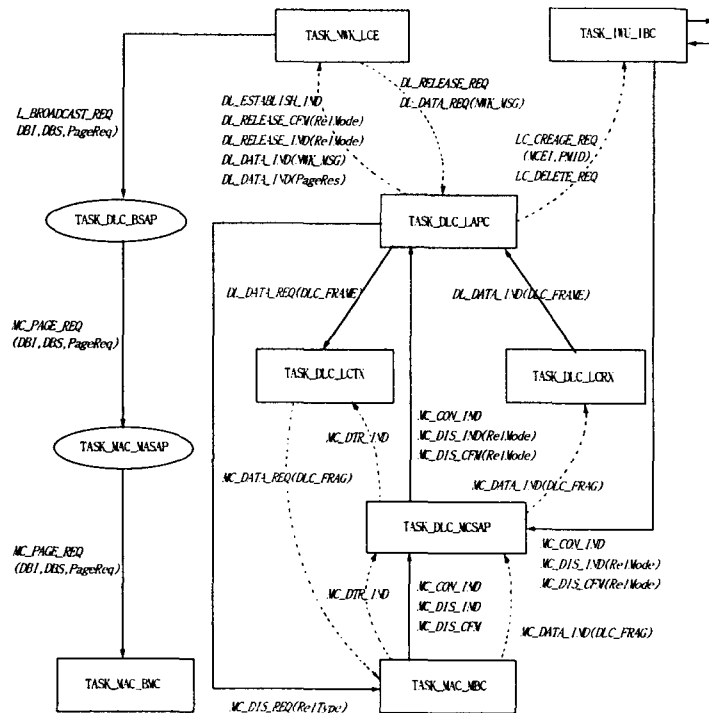 TASK_NWK_LCE
TASK_IWU_IBC
L_BROADCAST_REQ
DBI, DBS, PageReq)
DL_ESTABLISH_IND
DL_RELEASE_CFM(RelMode)
DL_RELEASE_IND(RelMode)
DL_DATA_IND(NWK_MSG)
DL_DATA_IND(PageRes)
DL_RELEASE_REQ
DL_DATA_REQ(NWK_MSG)
LC_CREAGE_REQ
(MCEI, PMID)
LC_DELETE_REQ
TASK_DLC_BSAP
TASK_DLC_LAPC
DL_DATA_REQ(DLC_FRAME)
DL_DATA_IND(DLC_FRAME)
MC_PAGE_REQ
(DBI, DBS, PageReq)
TASK_DLC_LCTX
TASK_DLC_LCRX
MC_CON_IND
MC_DIS_IND(RelMode)
MC_DIS_CFM(RelMode)
MC_DTR_IND
TASK_MAC_MASAP
MC_DATA_REQ(DLC_FRAG)
MC_DATA_IND(DLC_FRAG)
TASK_DLC_MCSAP
MC_PAGE_REQ
(DBI, DBS, PageReq)
MC_CON_IND
MC_DIS_IND(RelMode)
MC_DIS_CFM(RelMode)
MC_DTR_IND
MC_CON_IND
MC_DIS_IND
MC_DIS_CFM
MC_DATA_IND(DLC_FRAG)
TASK_MAC_BMC
TASK_MAC_MBC
MC_DIS_REQ(RelType)